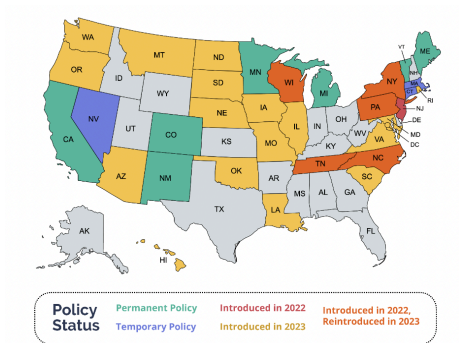 WA
MT
ND
OR
ID
SD
MN
WI
MI
WY
NE
IA
NV
UT
CO
CA
KS
MO
IL
IN
OH
PA
NY
VT
NH
ME
MA
CT
RI
NJ
DE
MD
DC
WV
VA
KY
NC
TN
SC
AZ
NM
OK
AR
MS
AL
GA
TX
LA
FL
AK
HI
Policy
Status
Permanent Policy
Temporary Policy
Introduced in 2022
Introduced in 2023
Introduced in 2022,
Reintroduced in 2023